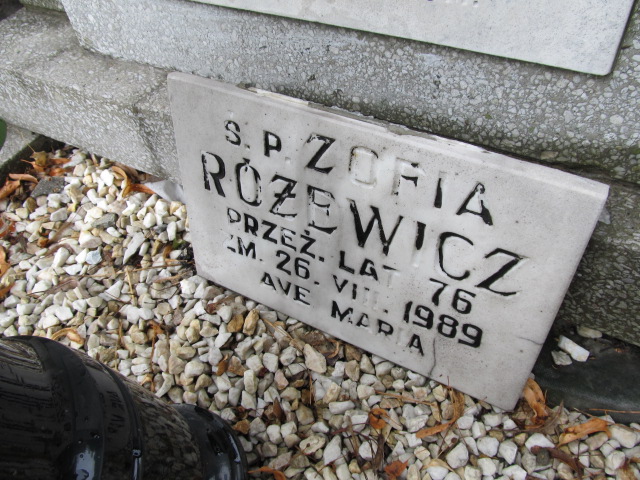 Ś.P. ZOFIA
RÓŻEWICZ
PRZEŻ. LAT 76
ZM. 26. VIII. 1989
AVE MARIA